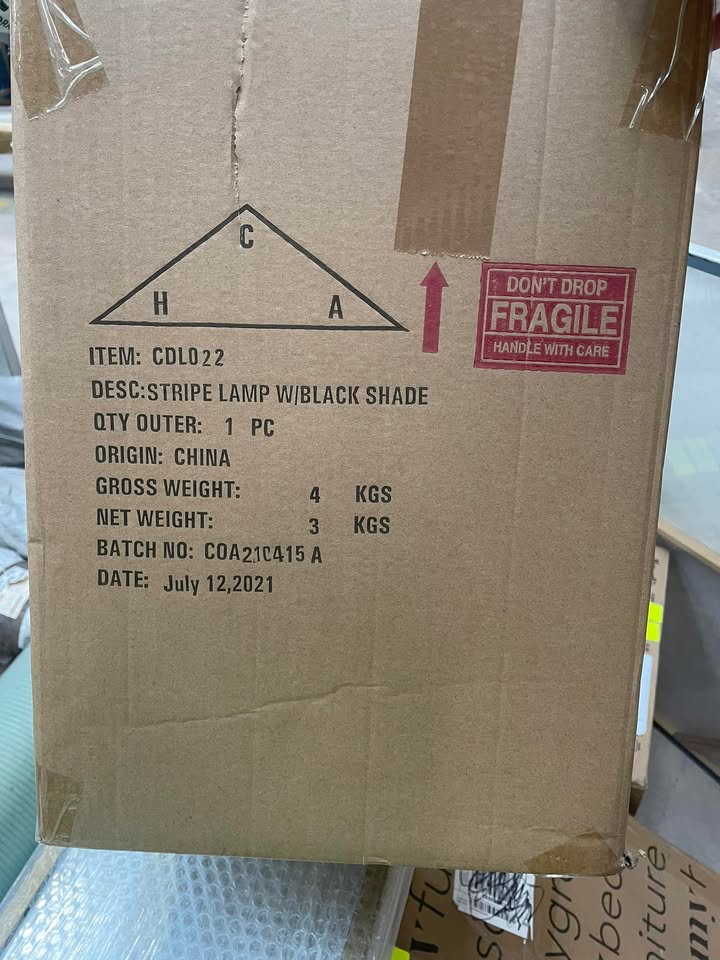 C
H A
DON'T DROP
FRAGILE
HANDLE WITH CARE
ITEM: CDL022
DESC:STRIPE LAMP W/BLACK SHADE
QTY OUTER: 1 PC
ORIGIN: CHINA
GROSS WEIGHT: 4 KGS
NET WEIGHT: 3 KGS
BATCH NO: COA210415 A
DATE: July 12,2021